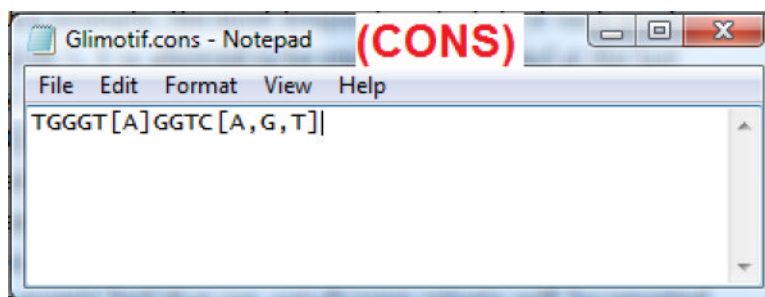 Glimotif.cons - Notepad (CONS)
File Edit Format View Help
TGGGT[A]GGTC[A,G,T]